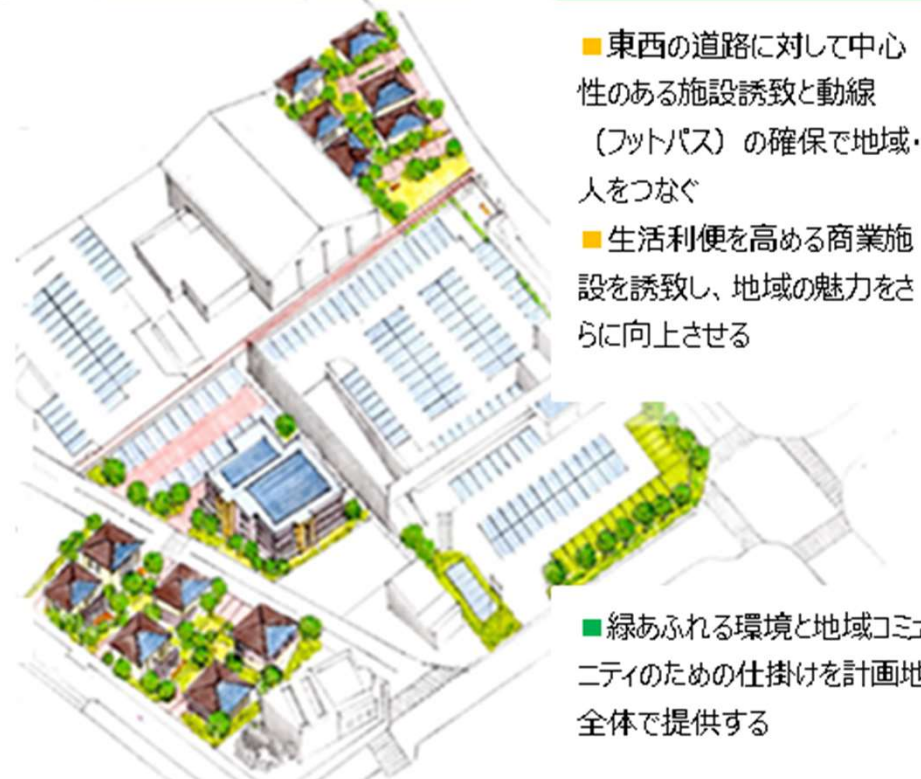 ■東西の道路に対して中心
性のある施設誘致と動線
（フットパス）の確保で地域・
人をつなぐ
■生活利便を高める商業施
設を誘致し、地域の魅力をさ
らに向上させる
■緑あふれる環境と地域コミュ
ニティのための仕掛けを計画地
全体で提供する